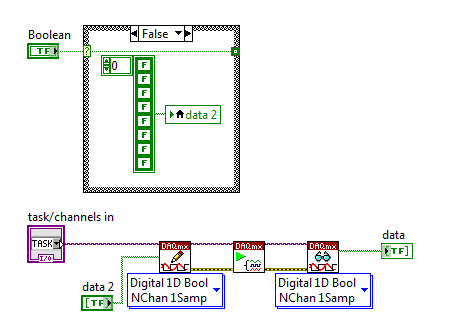 Boolean
False
TF
?
0
F
F
F
F
F
F
F
F
data 2
task/channels in
TASK
I/O
DAQmx
DAQmx
DAQmx
data
TF
data 2
TF
Digital 1D Bool
NChan 1Samp
Digital 1D Bool
NChan 1Samp